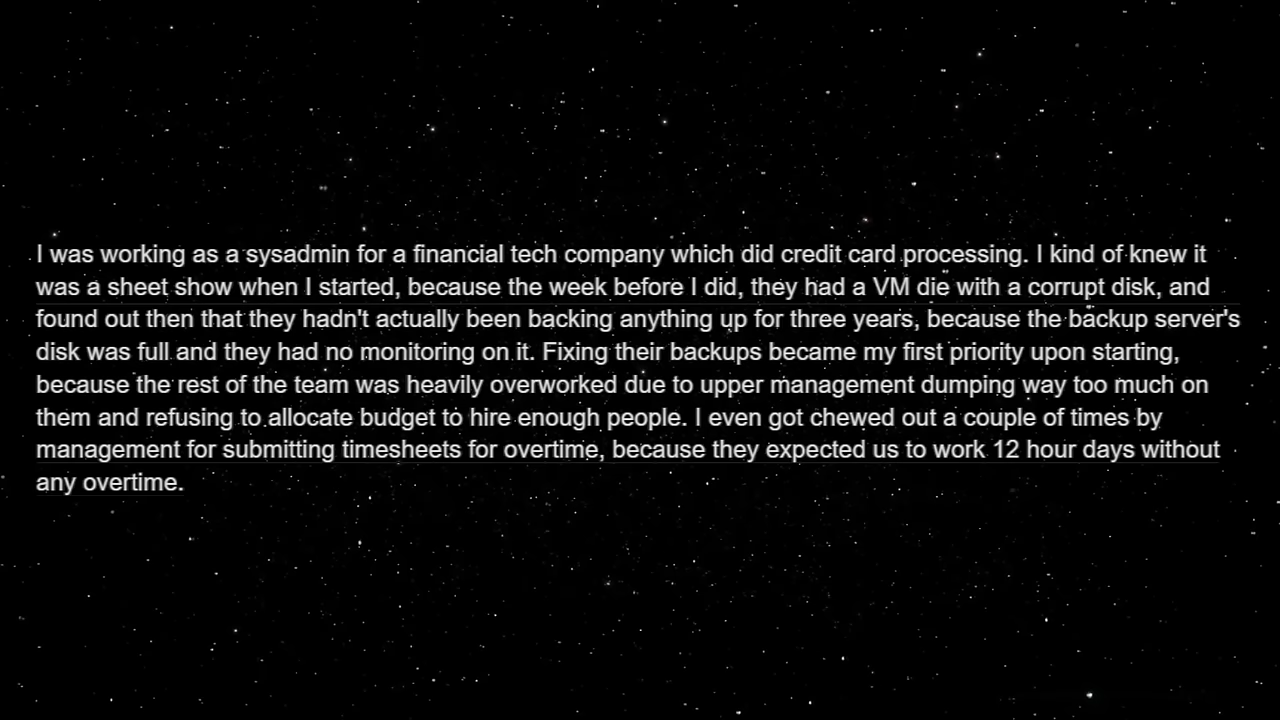 I was working as a sysadmin for a financial tech company which did credit card processing. I kind of knew it
was a sheet show when I started, because the week before I did, they had a VM die with a corrupt disk, and
found out then that they hadn't actually been backing anything up for three years, because the backup server's
disk was full and they had no monitoring on it. Fixing their backups became my first priority upon starting,
because the rest of the team was heavily overworked due to upper management dumping way too much on
them and refusing to allocate budget to hire enough people. I even got chewed out a couple of times by
management for submitting timesheets for overtime, because they expected us to work 12 hour days without
any overtime.